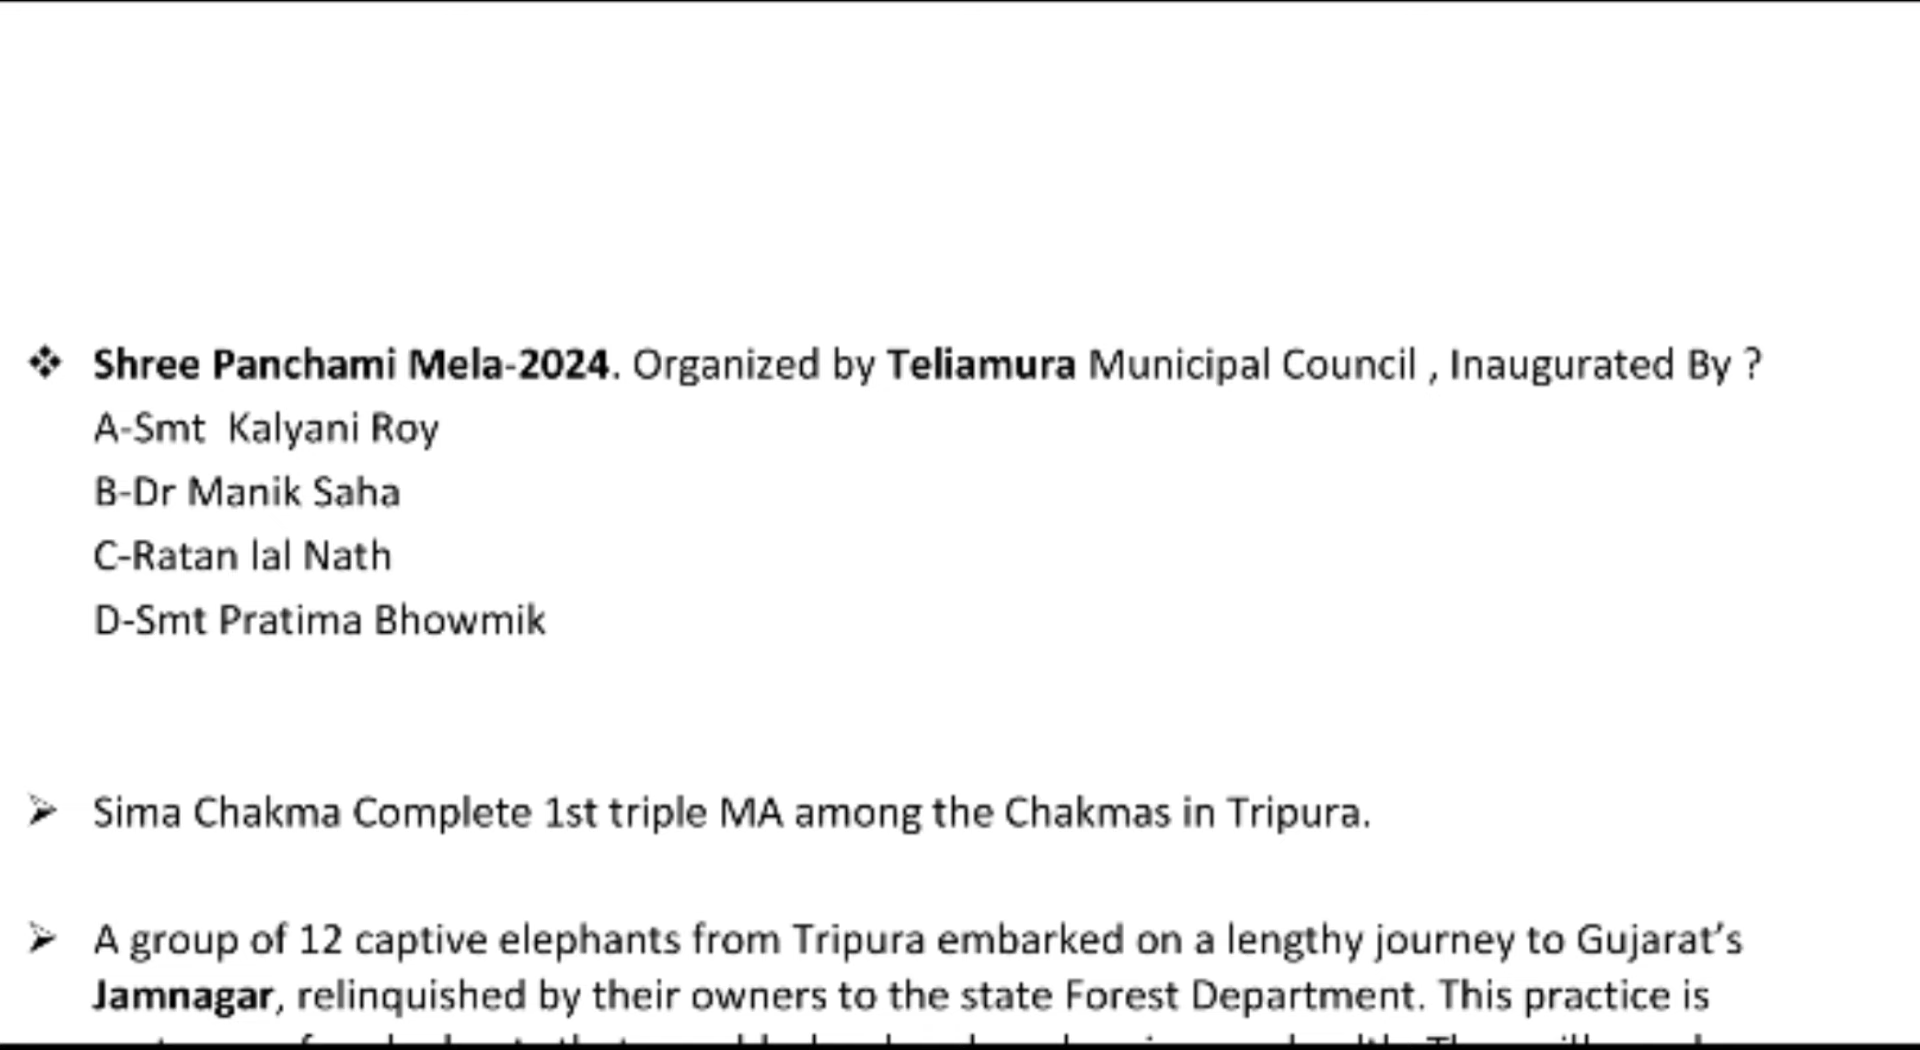 ❖ Shree Panchami Mela-2024. Organized by Teliamura Municipal Council , Inaugurated By ?
A-Smt  Kalyani Roy
B-Dr Manik Saha
C-Ratan lal Nath
D-Smt Pratima Bhowmik
➢ Sima Chakma Complete 1st triple MA among the Chakmas in Tripura.
➢ A group of 12 captive elephants from Tripura embarked on a lengthy journey to Gujarat’s
Jamnagar, relinquished by their owners to the state Forest Department. This practice is